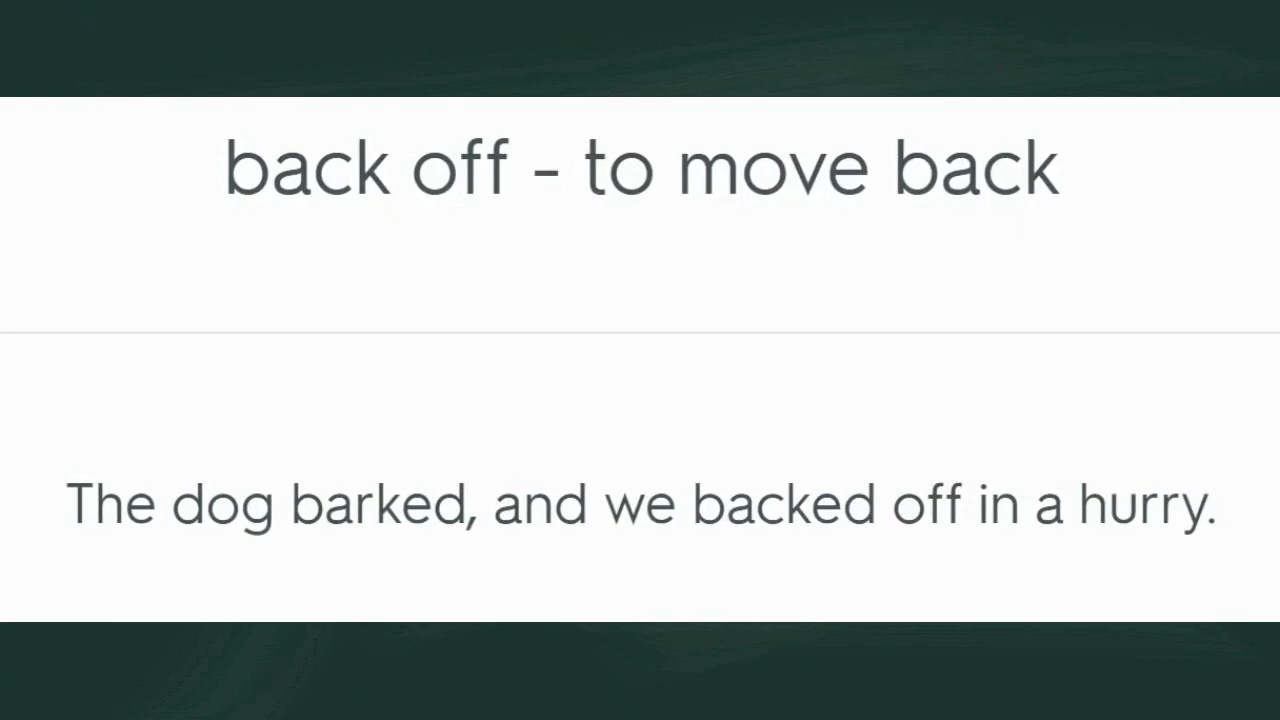 back off - to move back
The dog barked, and we backed off in a hurry.